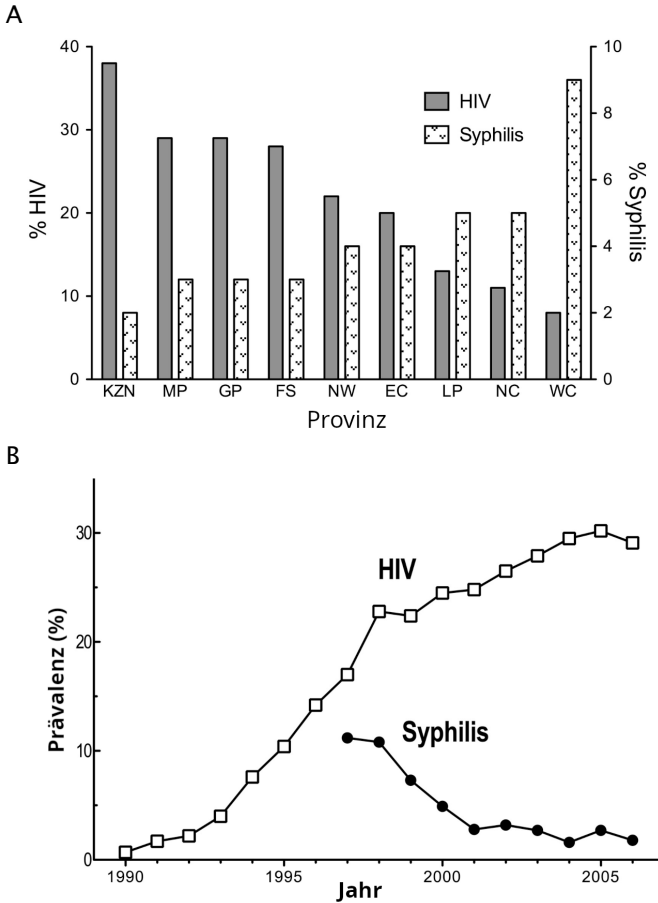 A
40
30
20
10
0
% HIV
10
8
6
4
2
0
% Syphilis
HIV
Syphilis
KZN MP GP FS NW EC LP NC WC
Provinz
B
30
20
10
0
Prävalenz (%)
HIV
Syphilis
1990 1995 2000 2005
Jahr